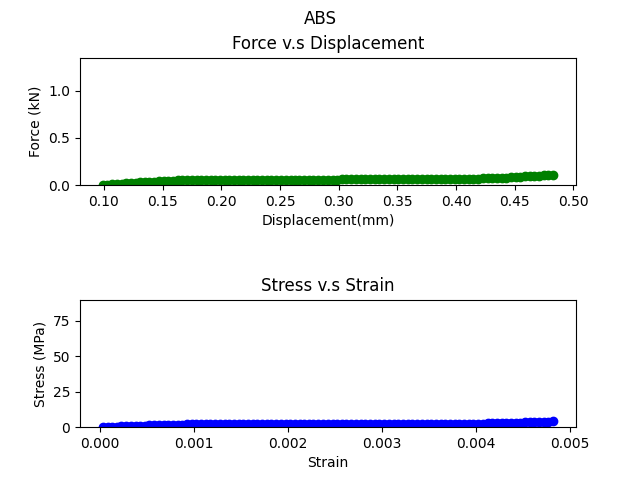 ABS
Force v.s Displacement
1.0
0.5
0.0
Force (kN)
0.10 0.15 0.20 0.25 0.30 0.35 0.40 0.45 0.50
Displacement(mm)
Stress v.s Strain
75
50
25
0
Stress (MPa)
0.000 0.001 0.002 0.003 0.004 0.005
Strain